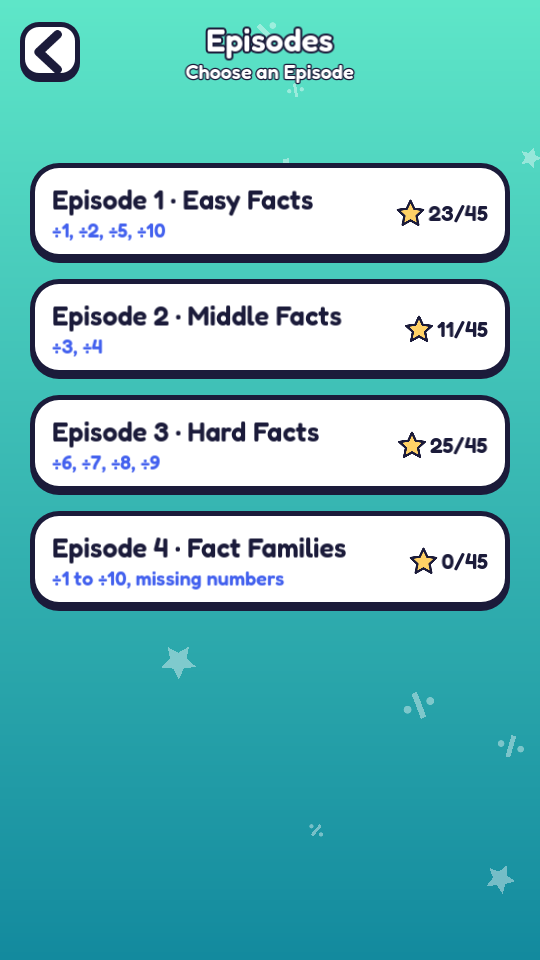 Episodes
Choose an Episode
Episode 1 · Easy Facts
÷1, ÷2, ÷5, ÷10
23/45
Episode 2 · Middle Facts
÷3, ÷4
11/45
Episode 3 · Hard Facts
÷6, ÷7, ÷8, ÷9
25/45
Episode 4 · Fact Families
÷1 to ÷10, missing numbers
0/45